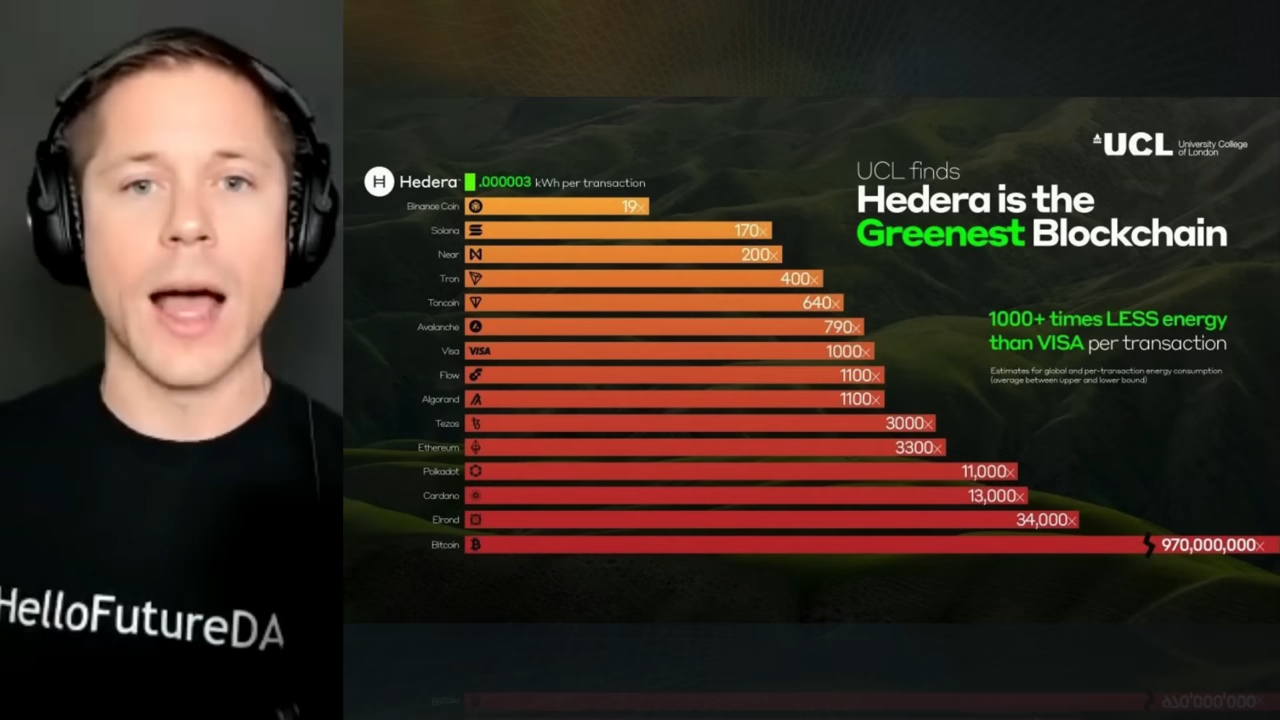 HelloFutureDA
H Hedera .000003 kWh per transaction
Binance Coin 19x
Solana 170x
Near 200x
Tron 400x
Toncoin 640x
Avalanche 790x
Visa VISA 1000x
Flow 1100x
Algorand 1100x
Tezos 3000x
Ethereum 3300x
Polkadot 11,000x
Cardano 13,000x
Elrond 34,000x
Bitcoin 970,000,000x
UCL University College
of London
UCL finds
Hedera is the
Greenest Blockchain
1000+ times LESS energy
than VISA per transaction
Estimates for global and per-transaction energy consumption
(average between upper and lower bound)